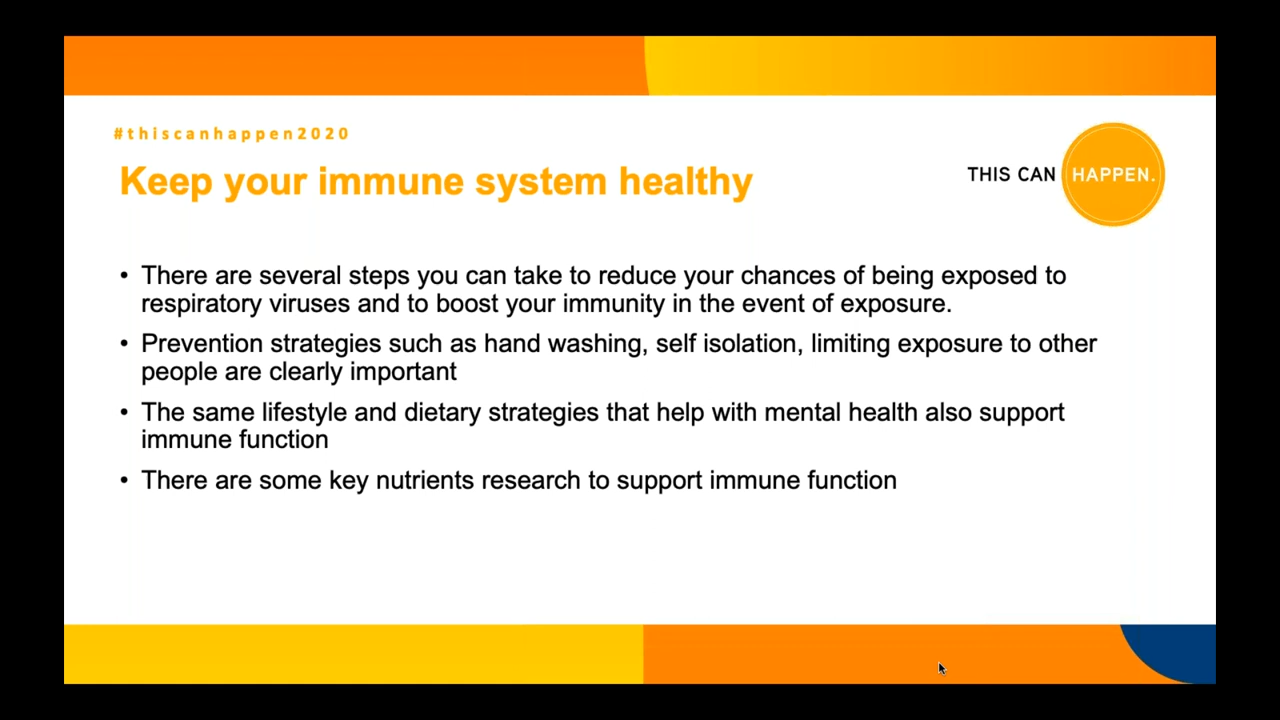 #thiscanhappen2020
Keep your immune system healthy
THIS CAN HAPPEN.
• There are several steps you can take to reduce your chances of being exposed to
respiratory viruses and to boost your immunity in the event of exposure.
• Prevention strategies such as hand washing, self isolation, limiting exposure to other
people are clearly important
• The same lifestyle and dietary strategies that help with mental health also support
immune function
• There are some key nutrients research to support immune function